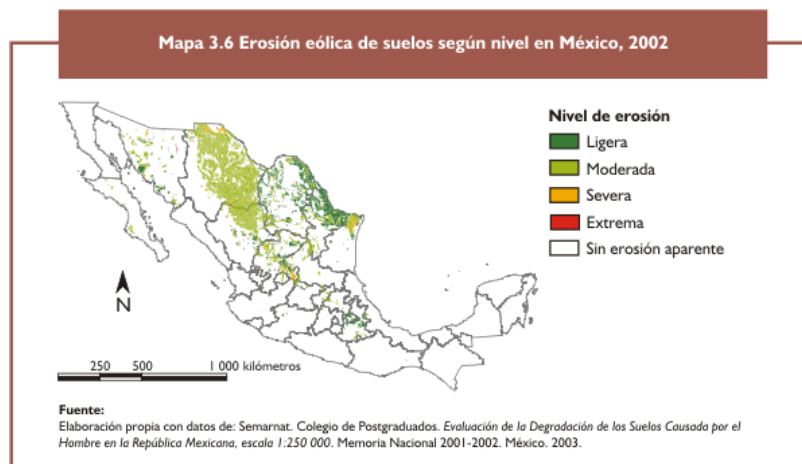 Mapa 3.6 Erosión eólica de suelos según nivel en México, 2002
Nivel de erosión
Ligera
Moderada
Severa
Extrema
Sin erosión aparente
N
250 500 1 000 kilómetros
Fuente:
Elaboración propia con datos de: Semarnat. Colegio de Postgraduados. Evaluación de la Degradación de los Suelos Causada por el
Hombre en la República Mexicana, escala 1:250 000. Memoria Nacional 2001-2002. México. 2003.